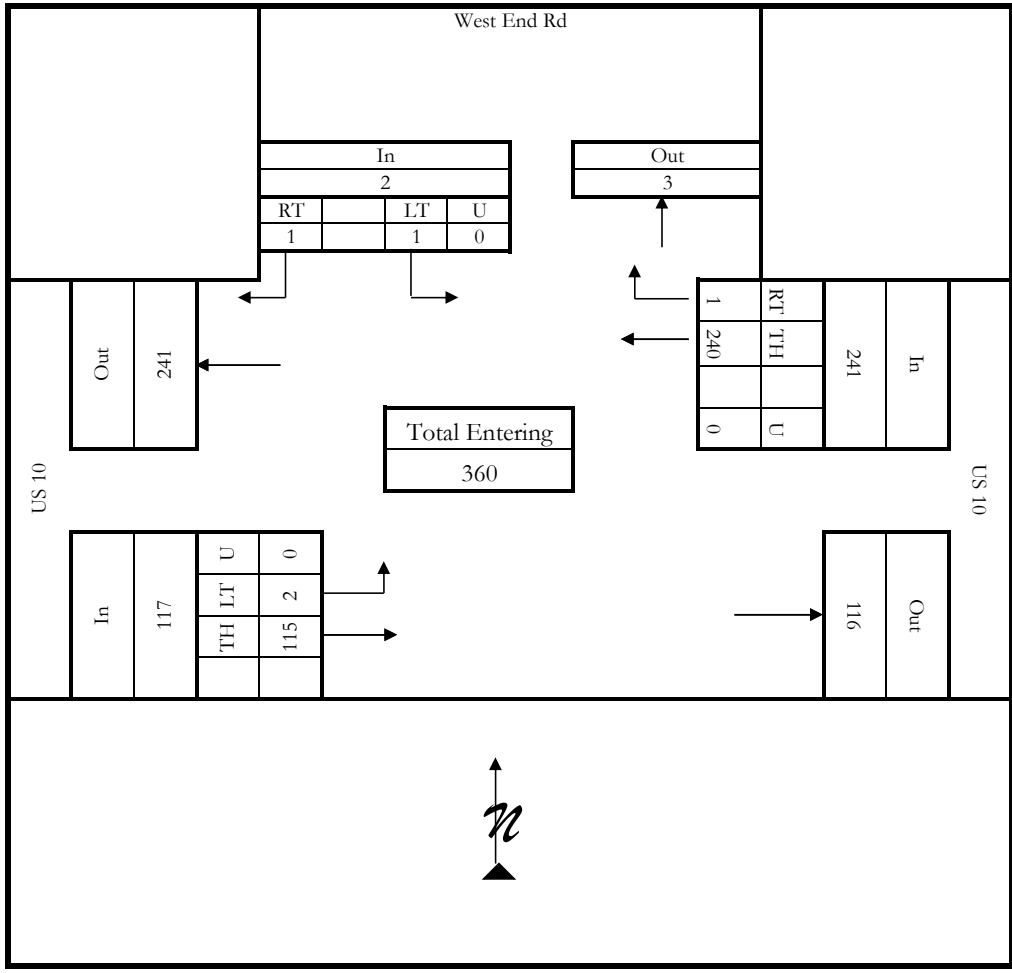 West End Rd
In
2
RT LT U
1 1 0
Out
3
Out
241
1 RT
240 TH
0 U
241
In
Total Entering
360
US 10
US 10
In
117
U 0
LT 2
TH 115
116
Out
N